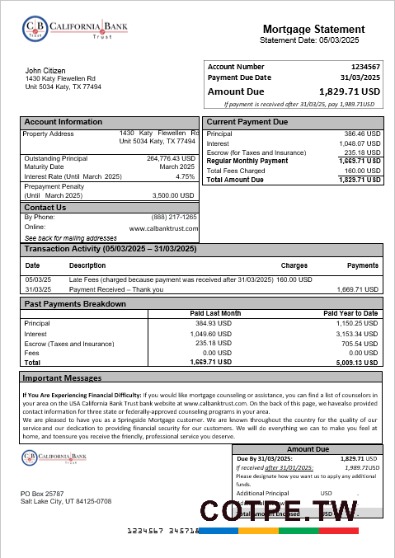 CALIFORNIA BANK
Trust
Mortgage Statement
Statement Date: 05/03/2025
John Citizen
1430 Katy Flewellen Rd
Unit 5034 Katy, TX 77494
Account Number 1234567
Payment Due Date 31/03/2025
Amount Due 1,829.71 USD
If payment is received after 31/03/25, pay 1,989.71USD
Account Information
Property Address 1430 Katy Flewellen Rd
Unit 5034 Katy, TX 77494
Outstanding Principal 264,776.43 USD
Maturity Date March 2025
Interest Rate (Until March 2025) 4.75%
Prepayment Penalty
(Until March 2025) 3,500.00 USD
Contact Us
By Phone: (888) 217-1265
Online: www.calbanktrust.com
See back for mailing addresses
Current Payment Due
Principal 386.46 USD
Interest 1,048.07 USD
Escrow (for Taxes and Insurance) 235.18 USD
Regular Monthly Payment 1,669.71 USD
Total Fees Charged 160.00 USD
Total Amount Due 1,829.71 USD
Transaction Activity (05/03/2025 – 31/03/2025)
Date Description Charges Payments
05/03/25 Late Fees (charged because payment was received after 31/03/2025) 160.00 USD
31/03/25 Payment Received – Thank you 1,669.71 USD
Past Payments Breakdown
Paid Last Month Paid Year to Date
Principal 384.93 USD 1,150.25 USD
Interest 1,049.60 USD 3,153.34 USD
Escrow (Taxes and Insurance) 235.18 USD 705.54 USD
Fees 0.00 USD 0.00 USD
Total 1,669.71 USD 5,009.13 USD
Important Messages
If You Are Experiencing Financial Difficulty: If you would like mortgage counseling or assistance, you can find a list of counselors in
your area on the USA California Bank Trust bank website at www.calbanktrust.com. On the back of this page, we havealso provided
contact information for three state or federally-approved counseling programs in your area.
We are pleased to have you as a Springside Mortgage customer. We are known throughout the country for the quality of our
service and our dedication to providing financial security for our customers. We will do everything we can to make you feel at
home, and toensure you receive the friendly, professional service you deserve.
CALIFORNIA BANK
Trust
PO Box 25787
Salt Lake City, UT 84125-0708
Amount Due
Due By 31/03/2025: 1,829.71 USD
If received after 31/01/2025: 1,989.71USD
Please designate how you want us to apply any additional
funds.
Additional Principal USD
COTPE.TW